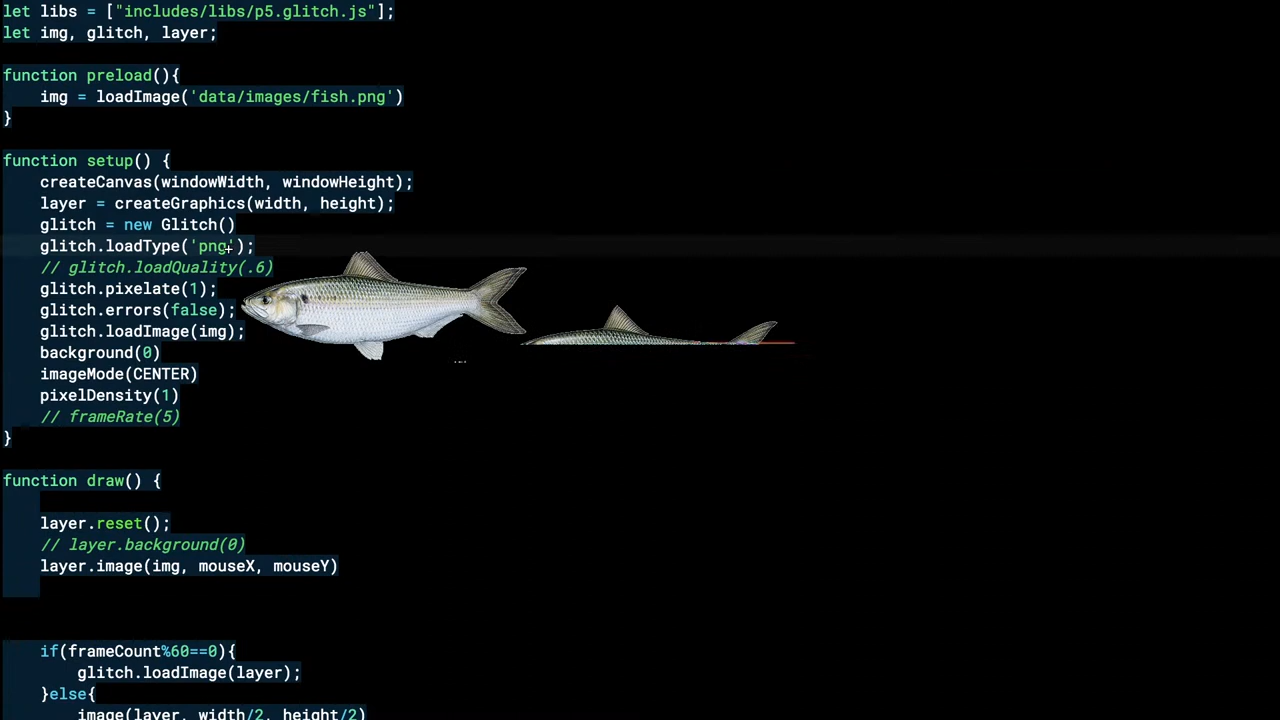 let libs = ["includes/libs/p5.glitch.js"];
let img, glitch, layer;
function preload(){
img = loadImage('data/images/fish.png')
}
function setup() {
createCanvas(windowWidth, windowHeight);
layer = createGraphics(width, height);
glitch = new Glitch()
glitch.loadType('png');
// glitch.loadQuality(.6)
glitch.pixelate(1);
glitch.errors(false);
glitch.loadImage(img);
background(0)
imageMode(CENTER)
pixelDensity(1)
// frameRate(5)
}
function draw() {
layer.reset();
// layer.background(0)
layer.image(img, mouseX, mouseY)
if(frameCount%60==0){
glitch.loadImage(layer);
}else{
image(layer, width/2, height/2)